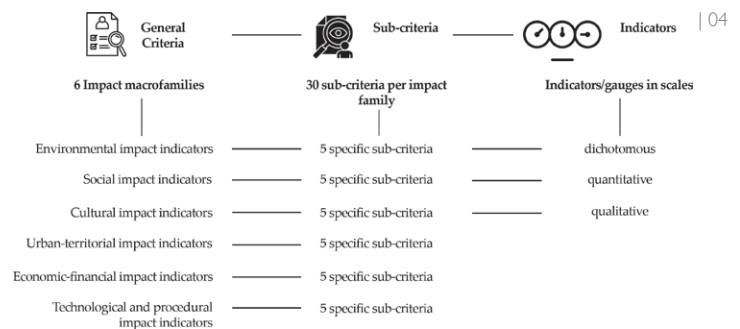 General Criteria
Sub-criteria
Indicators
| 04
6 Impact macrofamilies
30 sub-criteria per impact family
Indicators/gauges in scales
Environmental impact indicators
5 specific sub-criteria
dichotomous
Social impact indicators
5 specific sub-criteria
quantitative
Cultural impact indicators
5 specific sub-criteria
qualitative
Urban-territorial impact indicators
5 specific sub-criteria
Economic-financial impact indicators
5 specific sub-criteria
Technological and procedural
impact indicators
5 specific sub-criteria